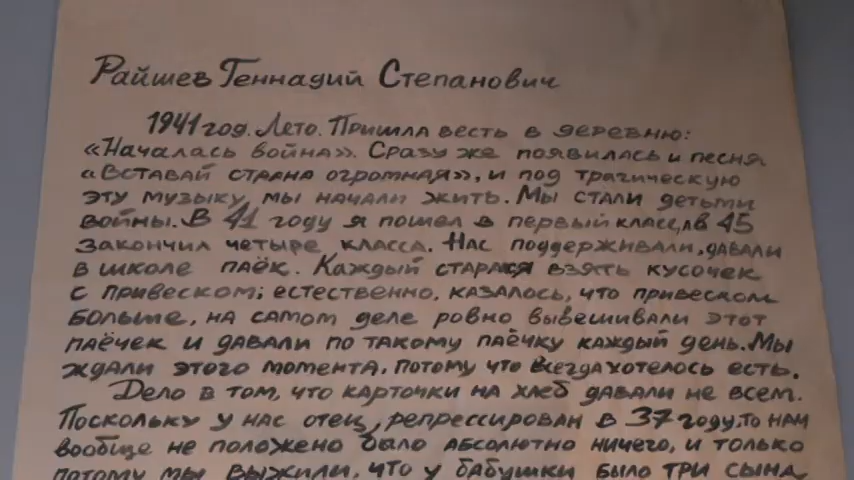 Райшев Геннадий Степанович
1941 год. Лето. Пришла весть в деревню:
«Началась война». Сразу же появилась и песня
«Вставай страна огромная», и под трагическую
эту музыку мы начали жить. Мы стали детьми
войны. В 41 году я пошел в первый класс, в 45
закончил четыре класса. Нас поддерживали, давали
в школе паёк. Каждый старался взять кусочек
с привеском; естественно, казалось, что привеском
больше, на самом деле ровно вывешивали этот
паёчек и давали по такому паёчку каждый день. Мы
ждали этого момента, потому что всегда хотелось есть.
Дело в том, что карточки на хлеб давали не всем.
Поскольку у нас отец, репрессирован в 37 году, то нам
вообще не положено было абсолютно ничего, и только
потому мы выжили, что у бабушки было три сына,